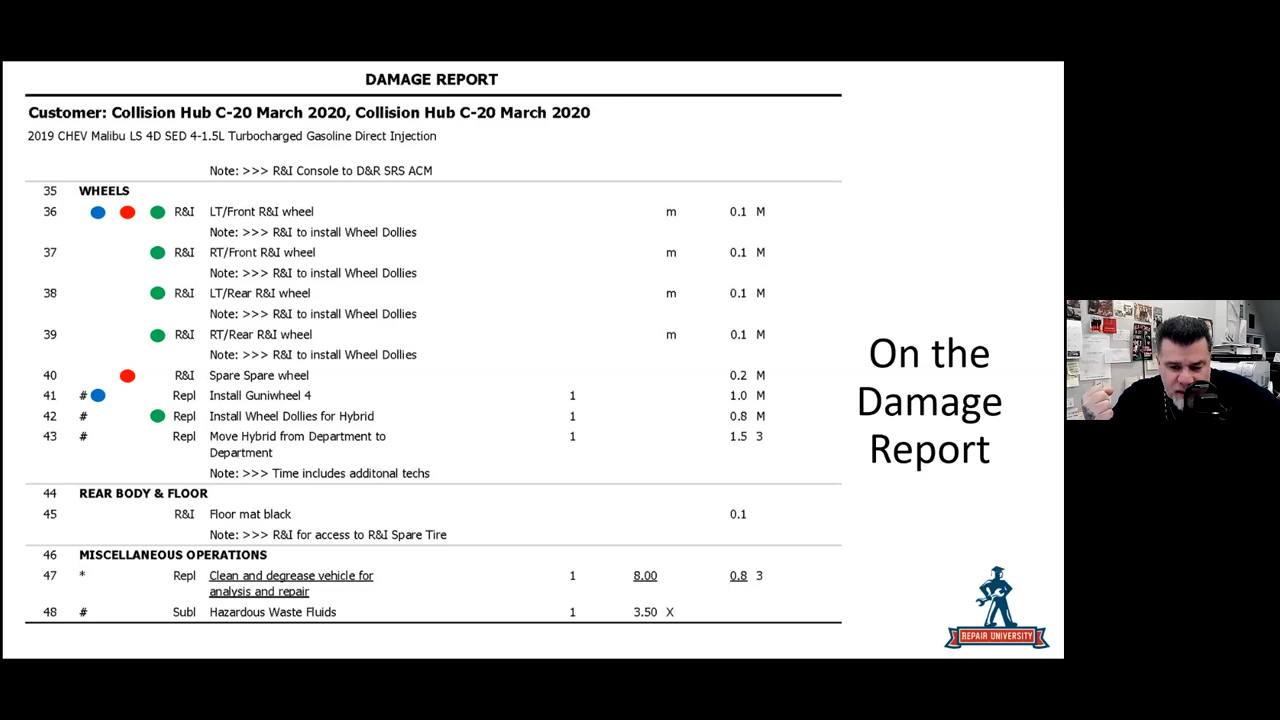 DAMAGE REPORT
Customer: Collision Hub C-20 March 2020, Collision Hub C-20 March 2020
2019 CHEV Malibu LS 4D SED 4-1.5L Turbocharged Gasoline Direct Injection
Note: >>> R&I Console to D&R SRS ACM
35 WHEELS
36 R&I LT/Front R&I wheel m 0.1 M
Note: >>> R&I to install Wheel Dollies
37 R&I RT/Front R&I wheel m 0.1 M
Note: >>> R&I to install Wheel Dollies
38 R&I LT/Rear R&I wheel m 0.1 M
Note: >>> R&I to install Wheel Dollies
39 R&I RT/Rear R&I wheel m 0.1 M
Note: >>> R&I to install Wheel Dollies
40 R&I Spare Spare wheel 0.2 M
41 # Repl Install Guniwheel 4 1 1.0 M
42 # Repl Install Wheel Dollies for Hybrid 1 0.8 M
43 # Repl Move Hybrid from Department to 1 1.5 3
Department
Note: >>> Time includes additonal techs
44 REAR BODY & FLOOR
45 R&I Floor mat black 0.1
Note: >>> R&I for access to R&I Spare Tire
46 MISCELLANEOUS OPERATIONS
47 * Repl Clean and degrease vehicle for 1 8.00 0.8 3
analysis and repair
48 # Subl Hazardous Waste Fluids 1 3.50 X
On the
Damage
Report
REPAIR UNIVERSITY